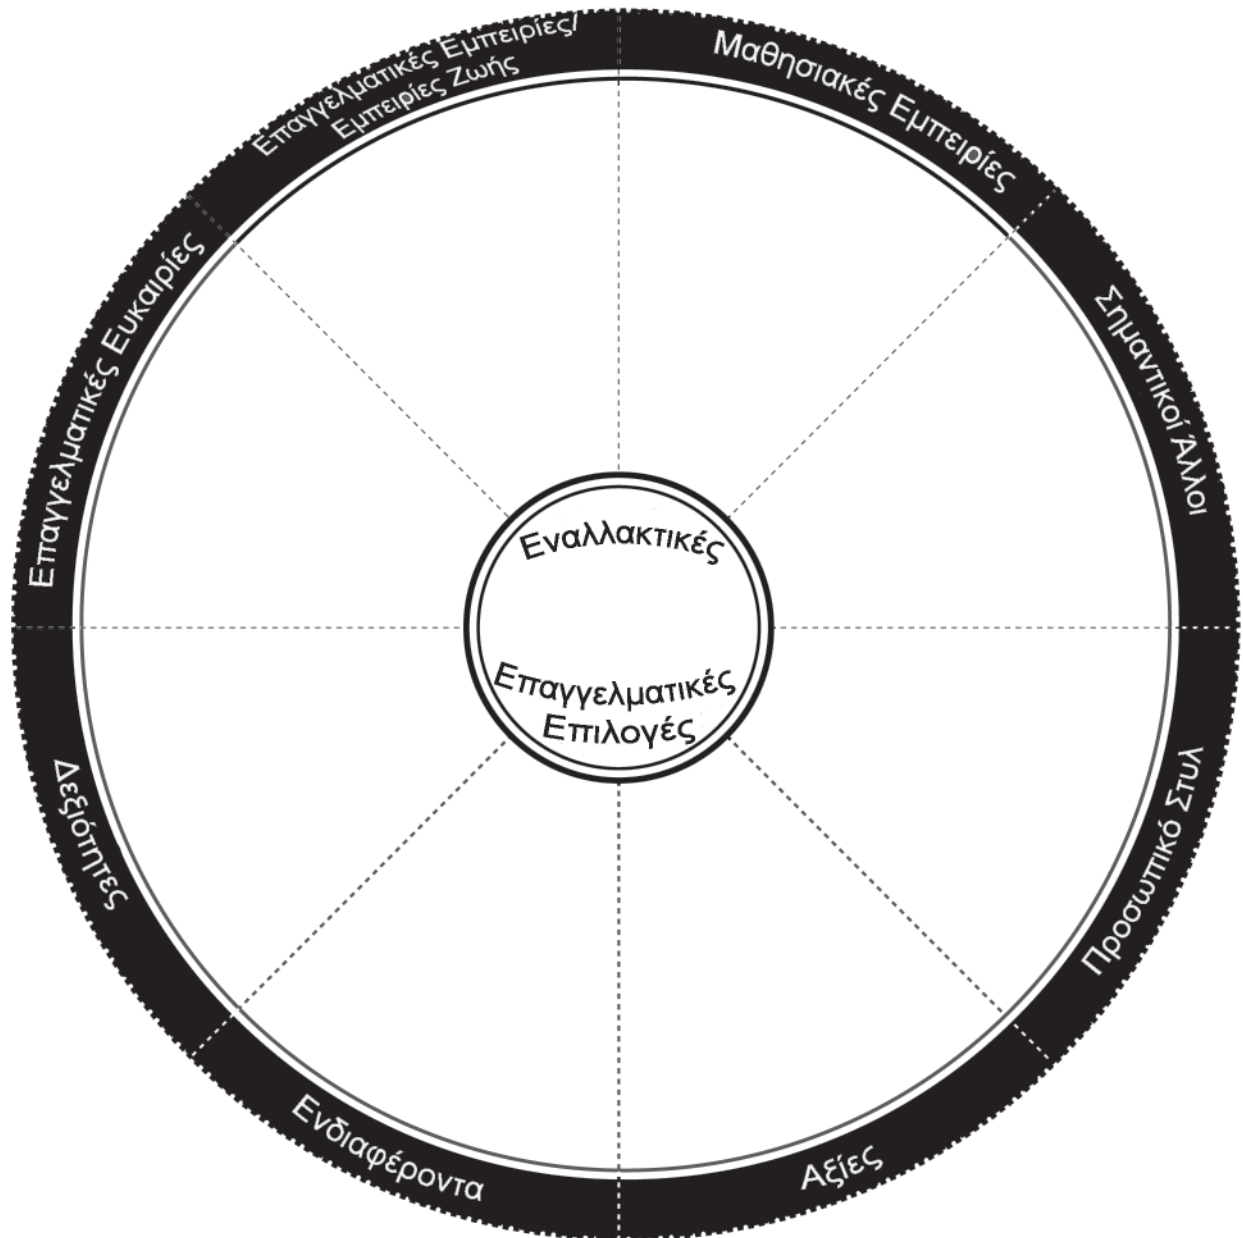 Επαγγελματικές Εμπειρίες/
Εμπειρίες Ζωής
Μαθησιακές Εμπειρίες
Σημαντικοί Άλλοι
Προσωπικό Στυλ
Αξίες
Ενδιαφέροντα
Δεξιότητες
Επαγγελματικές Ευκαιρίες
Εναλλακτικές
Επαγγελματικές
Επιλογές